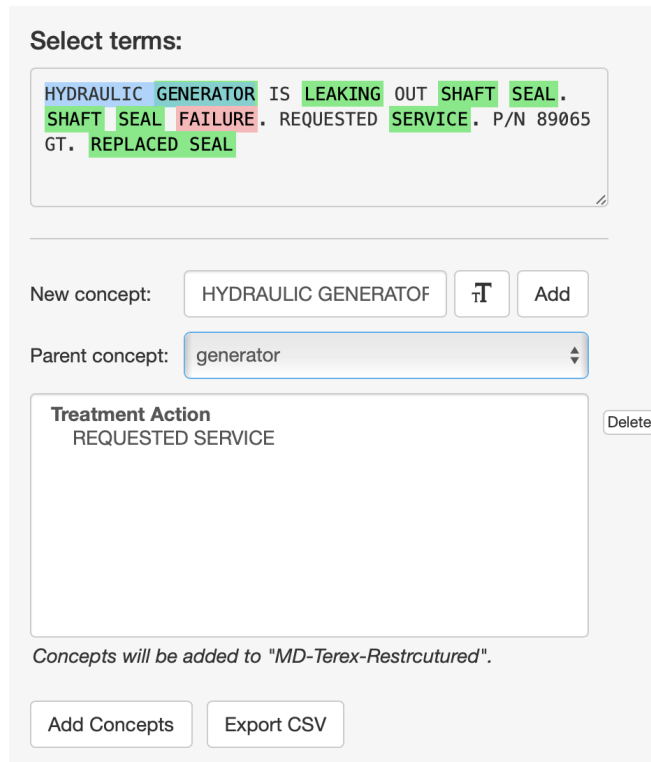 Select terms:
HYDRAULIC GENERATOR IS LEAKING OUT SHAFT SEAL.
SHAFT SEAL FAILURE. REQUESTED SERVICE. P/N 89065
GT. REPLACED SEAL
New concept: HYDRAULIC GENERATOR TT Add
Parent concept: generator
Treatment Action
Delete
REQUESTED SERVICE
Concepts will be added to "MD-Terex-Restrcutured".
Add Concepts Export CSV